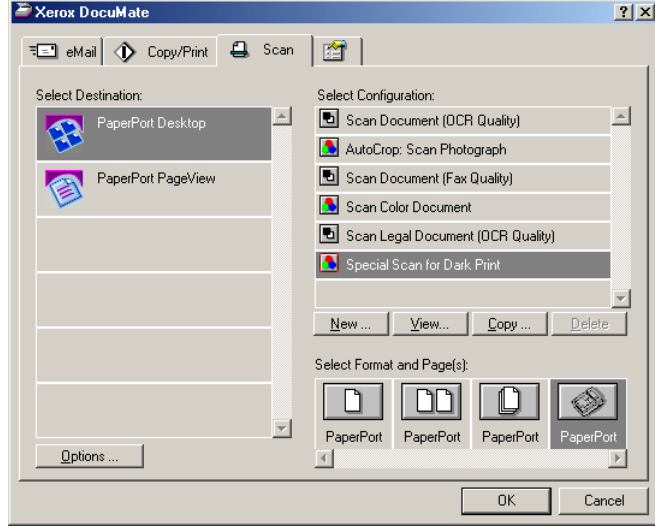 Xerox DocuMate
eMail
Copy/Print
Scan
Select Destination:
PaperPort Desktop
PaperPort PageView
Options ...
Select Configuration:
Scan Document (OCR Quality)
AutoCrop: Scan Photograph
Scan Document (Fax Quality)
Scan Color Document
Scan Legal Document (OCR Quality)
Special Scan for Dark Print
New ... View... Copy ... Delete
Select Format and Page(s):
PaperPort PaperPort PaperPort PaperPort
OK Cancel